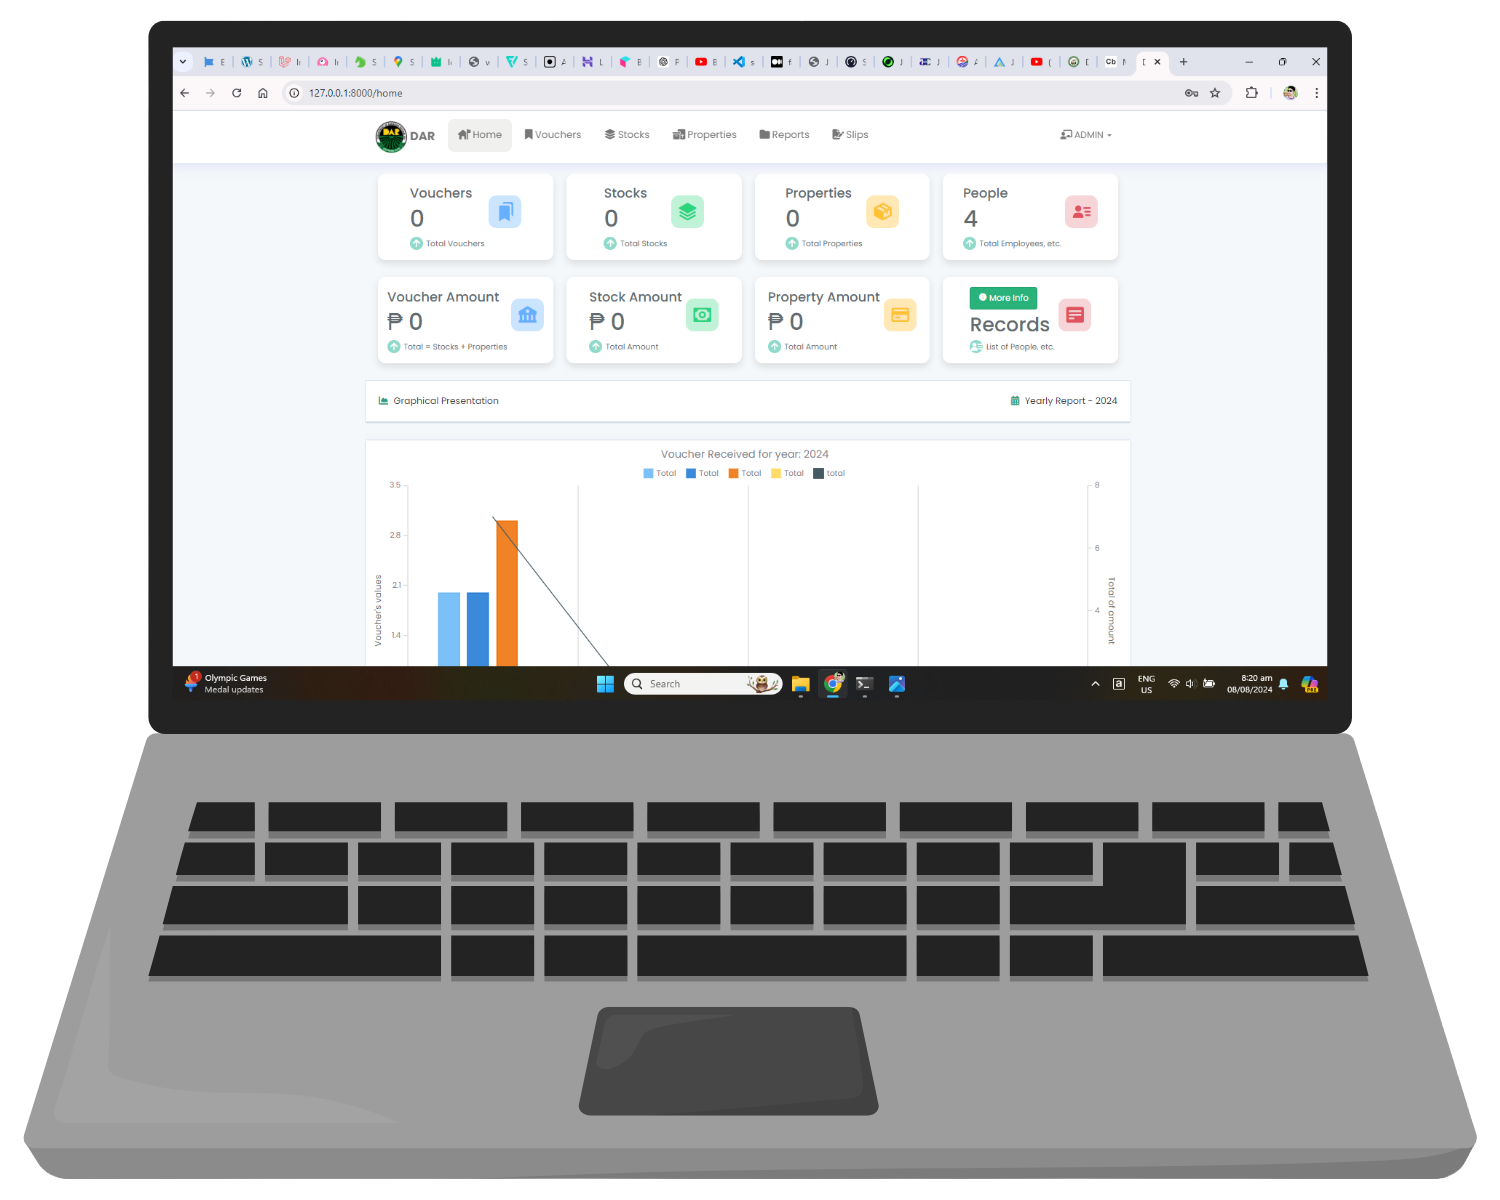 E S I I S S I v S A L B P E s f J S J J A J ( D Cb M D
127.0.0.1:8000/home
DAR Home Vouchers Stocks Properties Reports Slips ADMIN
Vouchers Stocks Properties People
0 0 0 4
Total Vouchers Total Stocks Total Properties Total Employees, etc.
More Info
Voucher Amount Stock Amount Property Amount
₱ 0 ₱ 0 ₱ 0 Records
Total = Stocks + Properties Total Amount Total Amount List of People, etc.
Graphical Presentation Yearly Report - 2024
Voucher Received for year: 2024
Total Total Total Total total
3.5 8
2.8
6
2.1
4
1.4
Voucher's values
Total of amount
1 Olympic Games
Medal updates
Search
ENG
US
8:20 am
08/08/2024
PRE